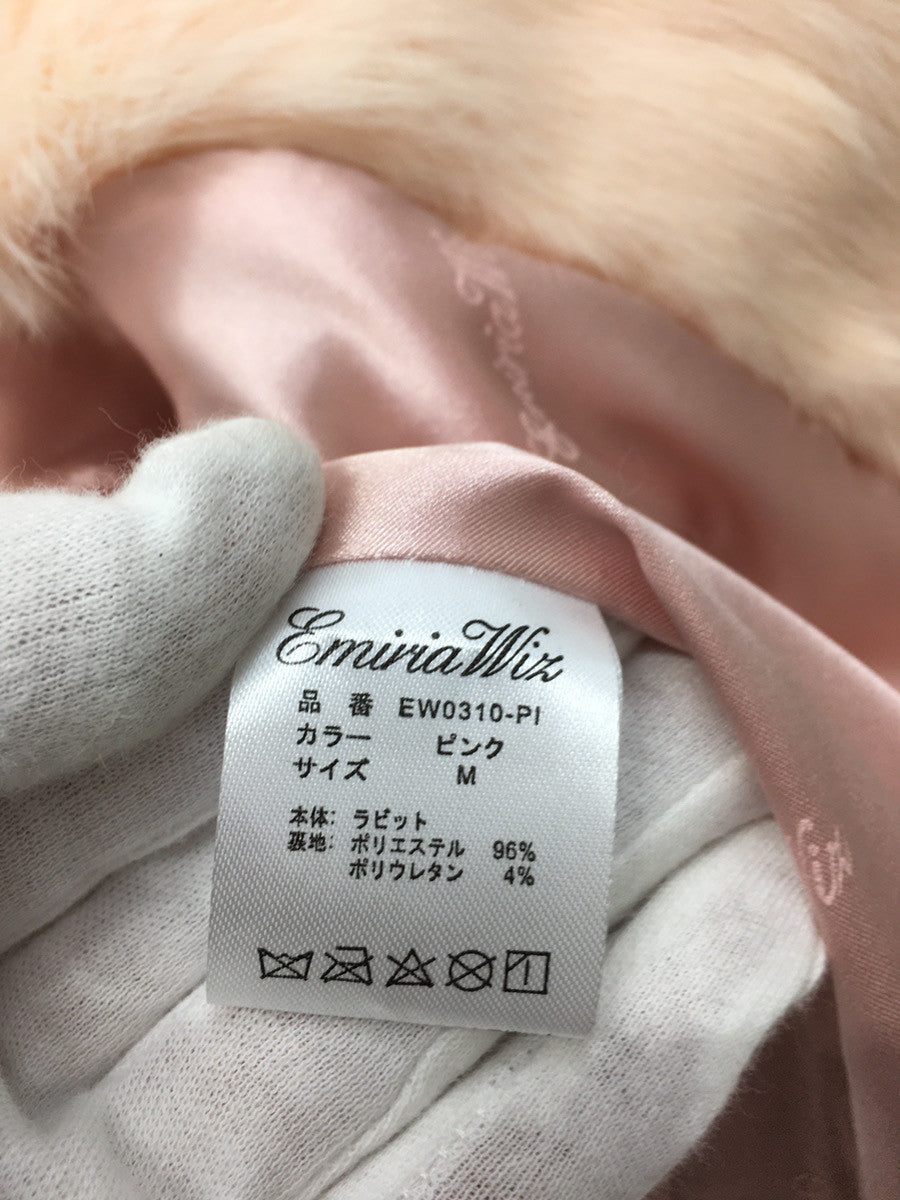 EmiriaWiz
品 番 EW0310-PI
カラー ピンク
サイズ M
本体: ラビット
裏地: ポリエステル 96%
ポリウレタン 4%